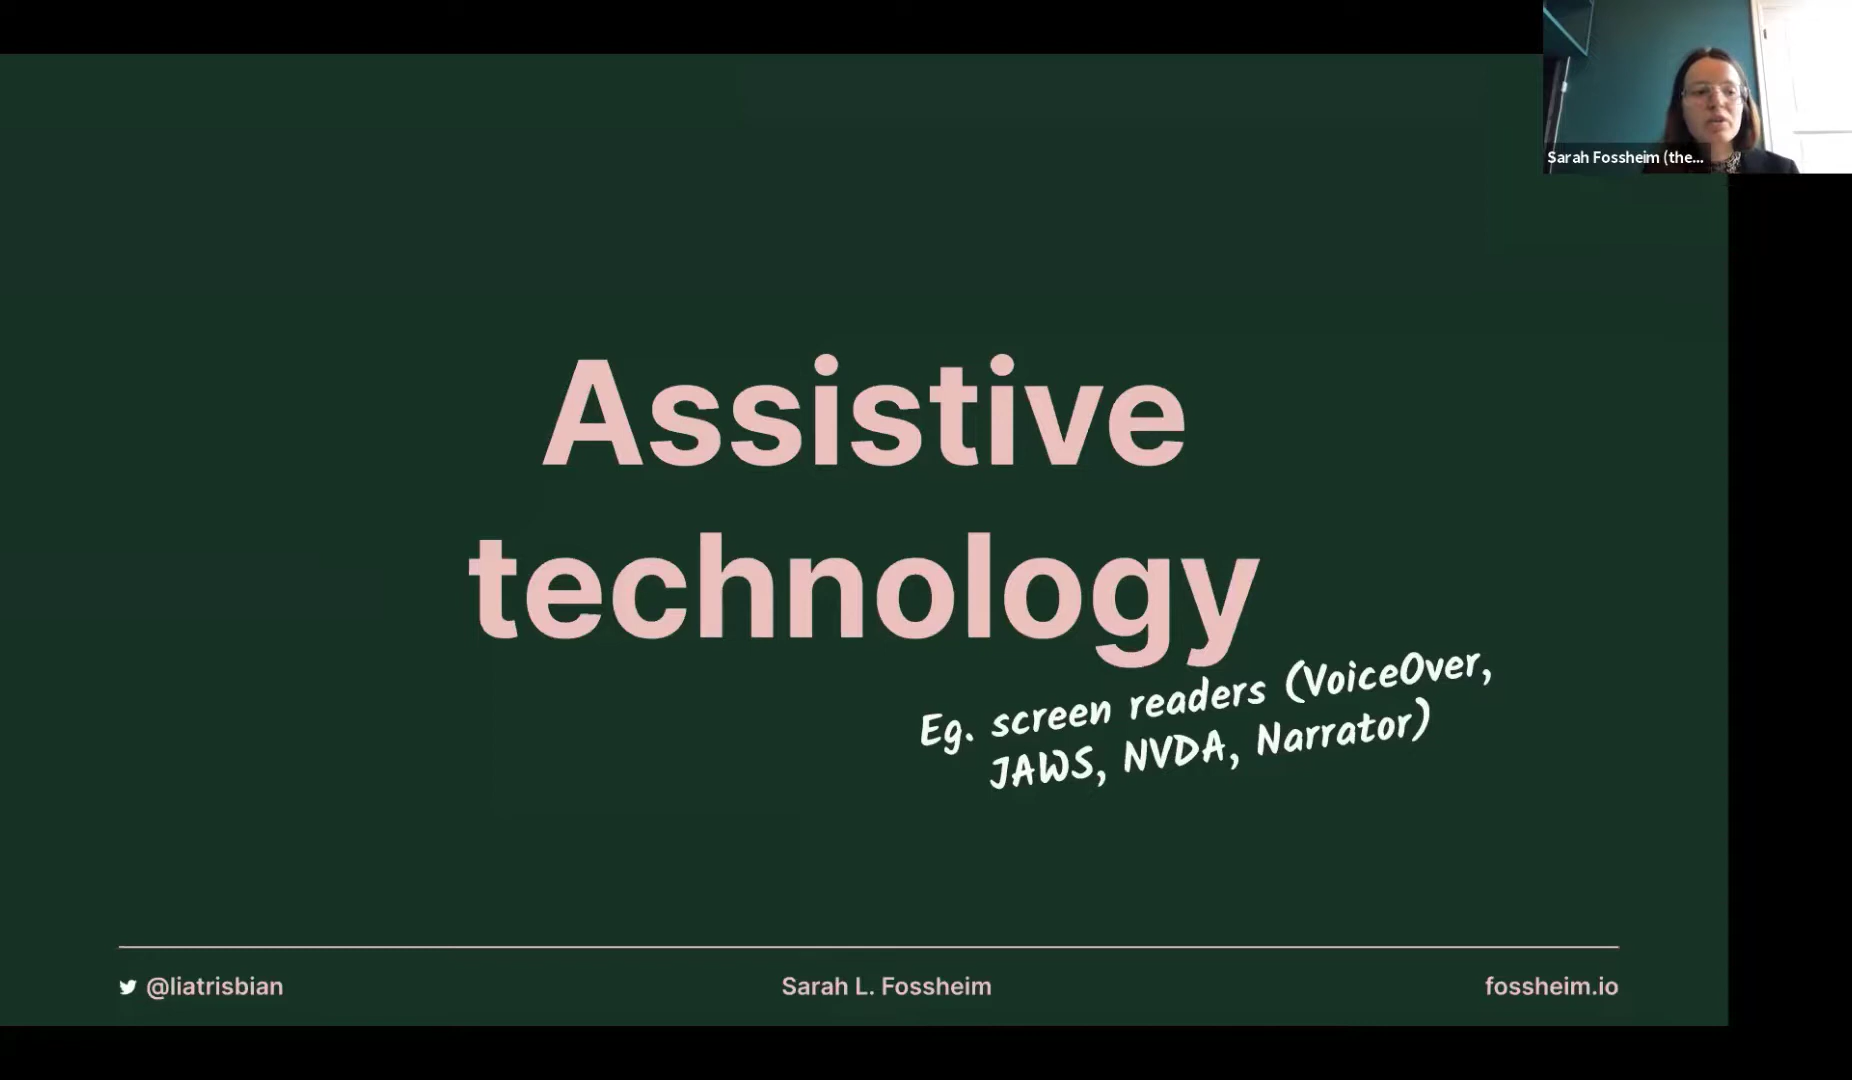 Sarah Fossheim (the...
Assistive
technology
Eg. screen readers (VoiceOver,
JAWS, NVDA, Narrator)
@liatrisbian
Sarah L. Fossheim
fossheim.io